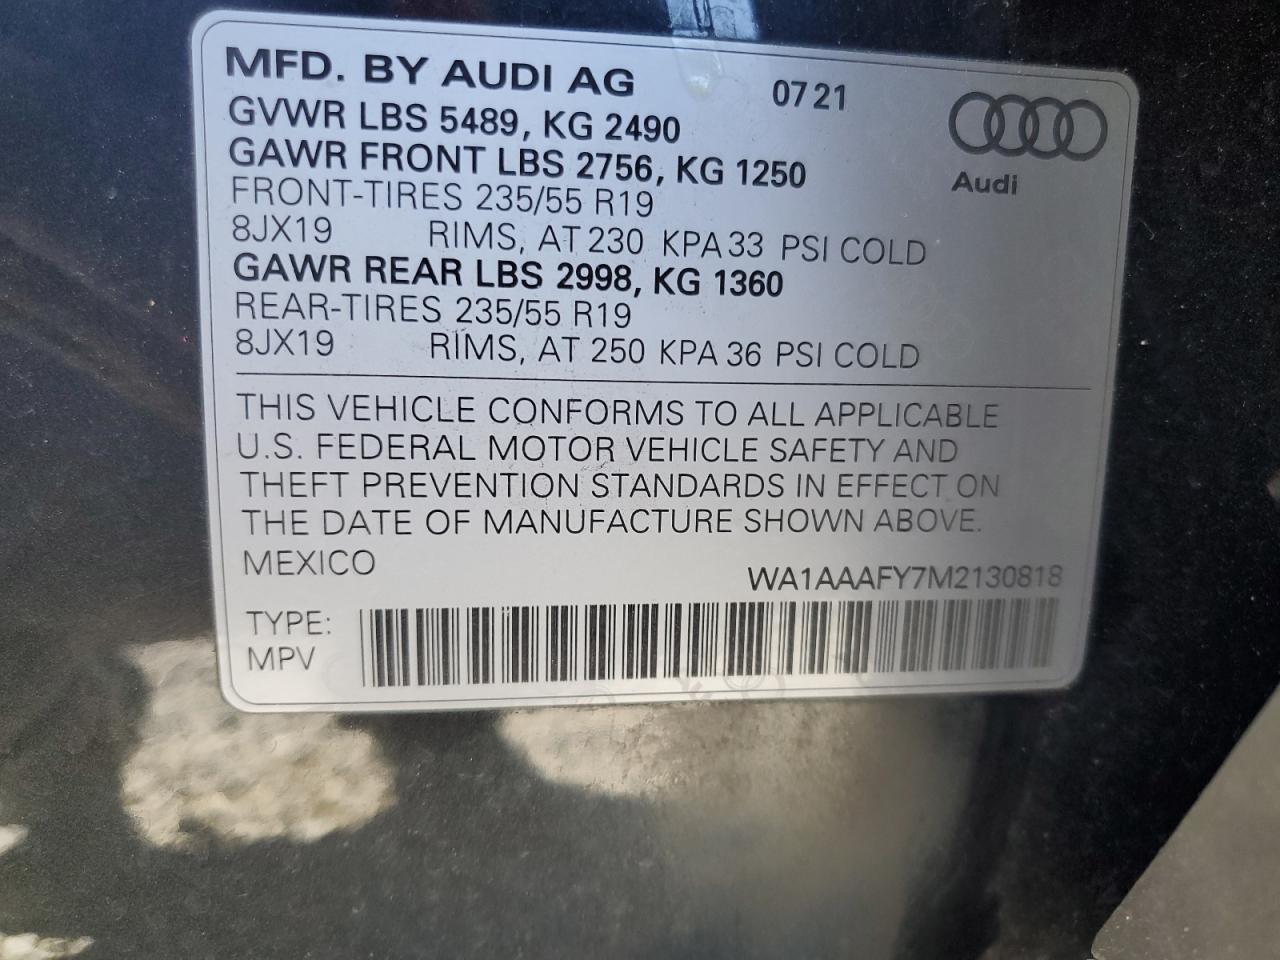 MFD. BY AUDI AG 07 21
GVWR LBS 5489, KG 2490
GAWR FRONT LBS 2756, KG 1250
Audi
FRONT-TIRES 235/55 R19
8JX19 RIMS, AT 230 KPA 33 PSI COLD
GAWR REAR LBS 2998, KG 1360
REAR-TIRES 235/55 R19
8JX19 RIMS, AT 250 KPA 36 PSI COLD
THIS VEHICLE CONFORMS TO ALL APPLICABLE
U.S. FEDERAL MOTOR VEHICLE SAFETY AND
THEFT PREVENTION STANDARDS IN EFFECT ON
THE DATE OF MANUFACTURE SHOWN ABOVE.
MEXICO
WA1AAAFY7M2130818
TYPE:
MPV